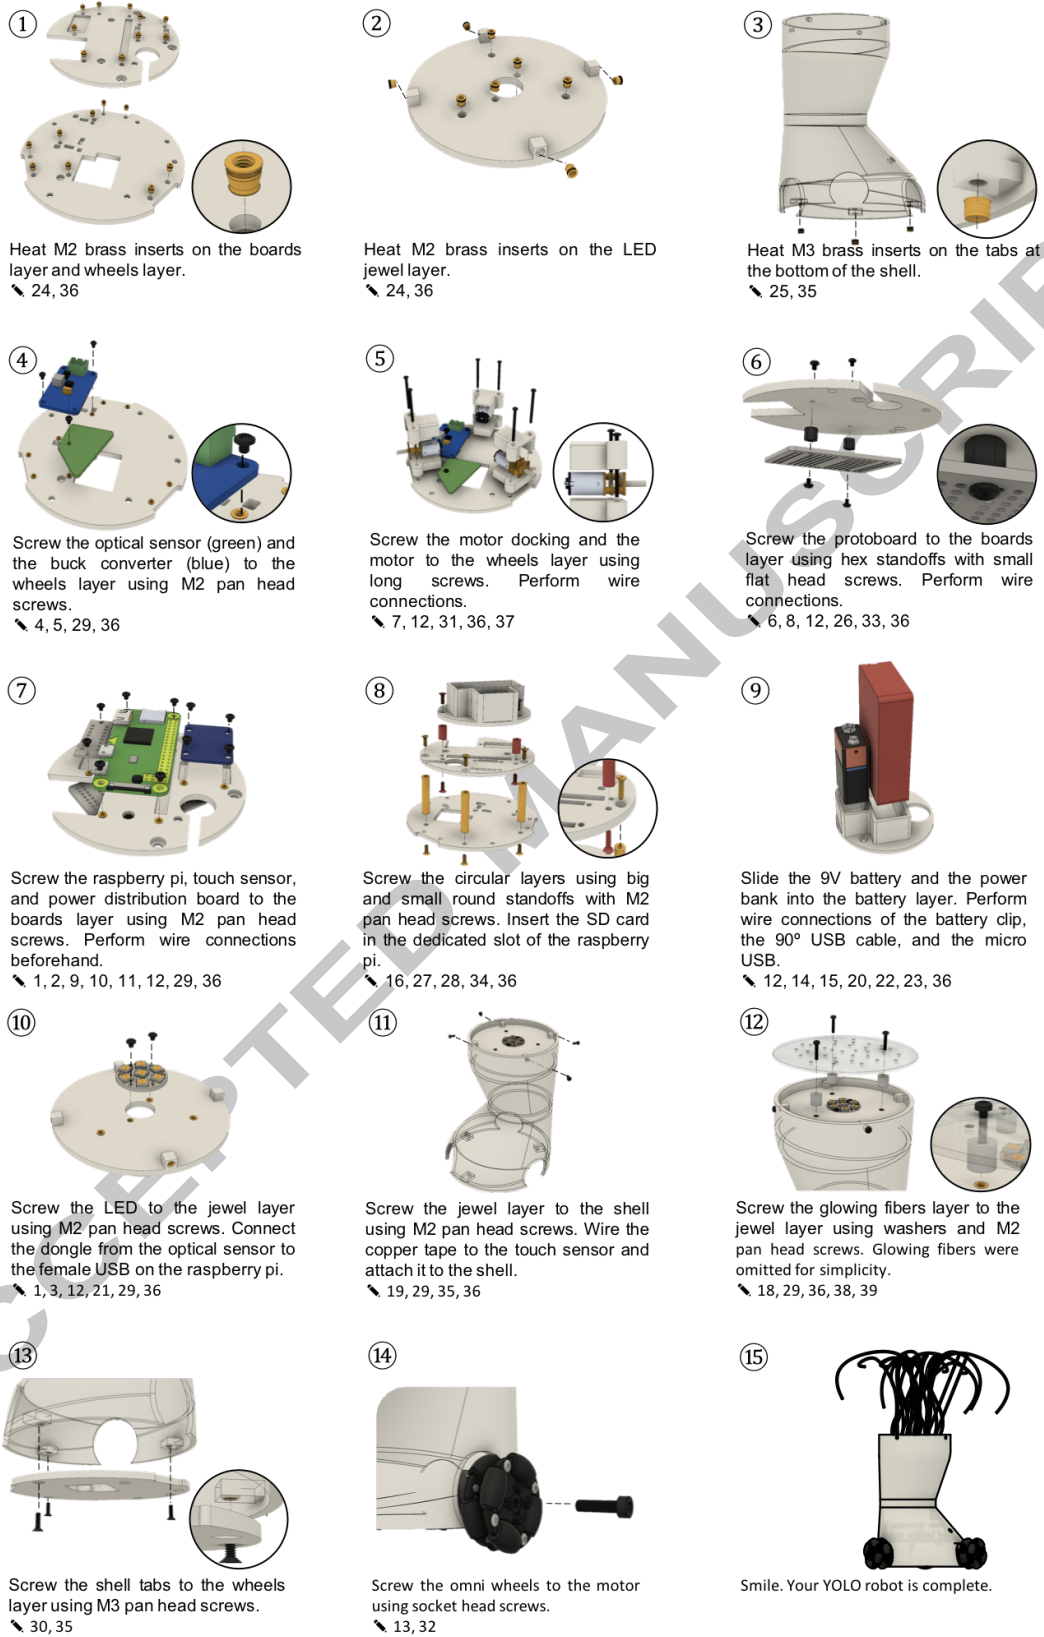 ①
Heat M2 brass inserts on the boards
layer and wheels layer.
✎ 24, 36
②
Heat M2 brass inserts on the LED
jewel layer.
✎ 24, 36
③
Heat M3 brass inserts on the tabs at
the bottom of the shell.
✎ 25, 35
④
Screw the optical sensor (green) and
the buck converter (blue) to the
wheels layer using M2 pan head
screws.
✎ 4, 5, 29, 36
⑤
Screw the motor docking and the
motor to the wheels layer using
long screws. Perform wire
connections.
✎ 7, 12, 31, 36, 37
⑥
Screw the protoboard to the boards
layer using hex standoffs with small
flat head screws. Perform wire
connections.
✎ 6, 8, 12, 26, 33, 36
⑦
Screw the raspberry pi, touch sensor,
and power distribution board to the
boards layer using M2 pan head
screws. Perform wire connections
beforehand.
✎ 1, 2, 9, 10, 11, 12, 29, 36
⑧
Screw the circular layers using big
and small round standoffs with M2
pan head screws. Insert the SD card
in the dedicated slot of the raspberry
pi.
✎ 16, 27, 28, 34, 36
⑨
Slide the 9V battery and the power
bank into the battery layer. Perform
wire connections of the battery clip,
the 90º USB cable, and the micro
USB.
✎ 12, 14, 15, 20, 22, 23, 36
⑩
Screw the LED to the jewel layer
using M2 pan head screws. Connect
the dongle from the optical sensor to
the female USB on the raspberry pi.
✎ 1, 3, 12, 21, 29, 36
⑪
Screw the jewel layer to the shell
using M2 pan head screws. Wire the
copper tape to the touch sensor and
attach it to the shell.
✎ 19, 29, 35, 36
⑫
Screw the glowing fibers layer to the
jewel layer using washers and M2
pan head screws. Glowing fibers were
omitted for simplicity.
✎ 18, 29, 36, 38, 39
⑬
Screw the shell tabs to the wheels
layer using M3 pan head screws.
✎ 30, 35
⑭
Screw the omni wheels to the motor
using socket head screws.
✎ 13, 32
⑮
Smile. Your YOLO robot is complete.
CCEPTED MANUSCRIP